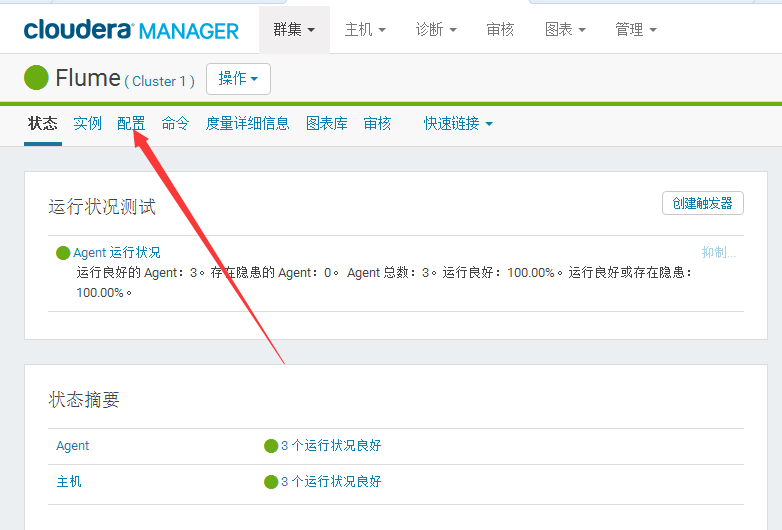 cloudera MANAGER 群集 主机 诊断 审核 图表 管理
Flume ( Cluster 1 ) 操作
状态 实例 配置 命令 度量详细信息 图表库 审核 快速链接
运行状况测试 创建触发器
Agent 运行状况 抑制...
运行良好的 Agent：3。存在隐患的 Agent：0。 Agent 总数：3。运行良好：100.00%。运行良好或存在隐患：
100.00%。
状态摘要
Agent 3 个运行状况良好
主机 3 个运行状况良好